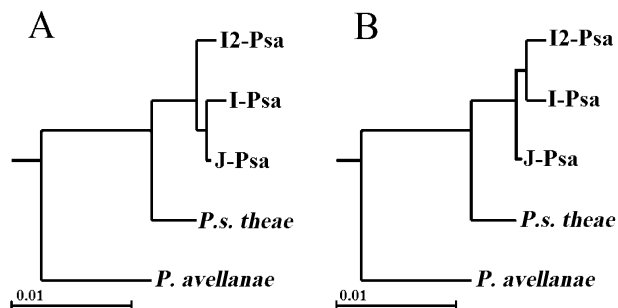 A
I2-Psa
I-Psa
J-Psa
P.s. theae
P. avellanae
0.01
B
I2-Psa
I-Psa
J-Psa
P.s. theae
P. avellanae
0.01